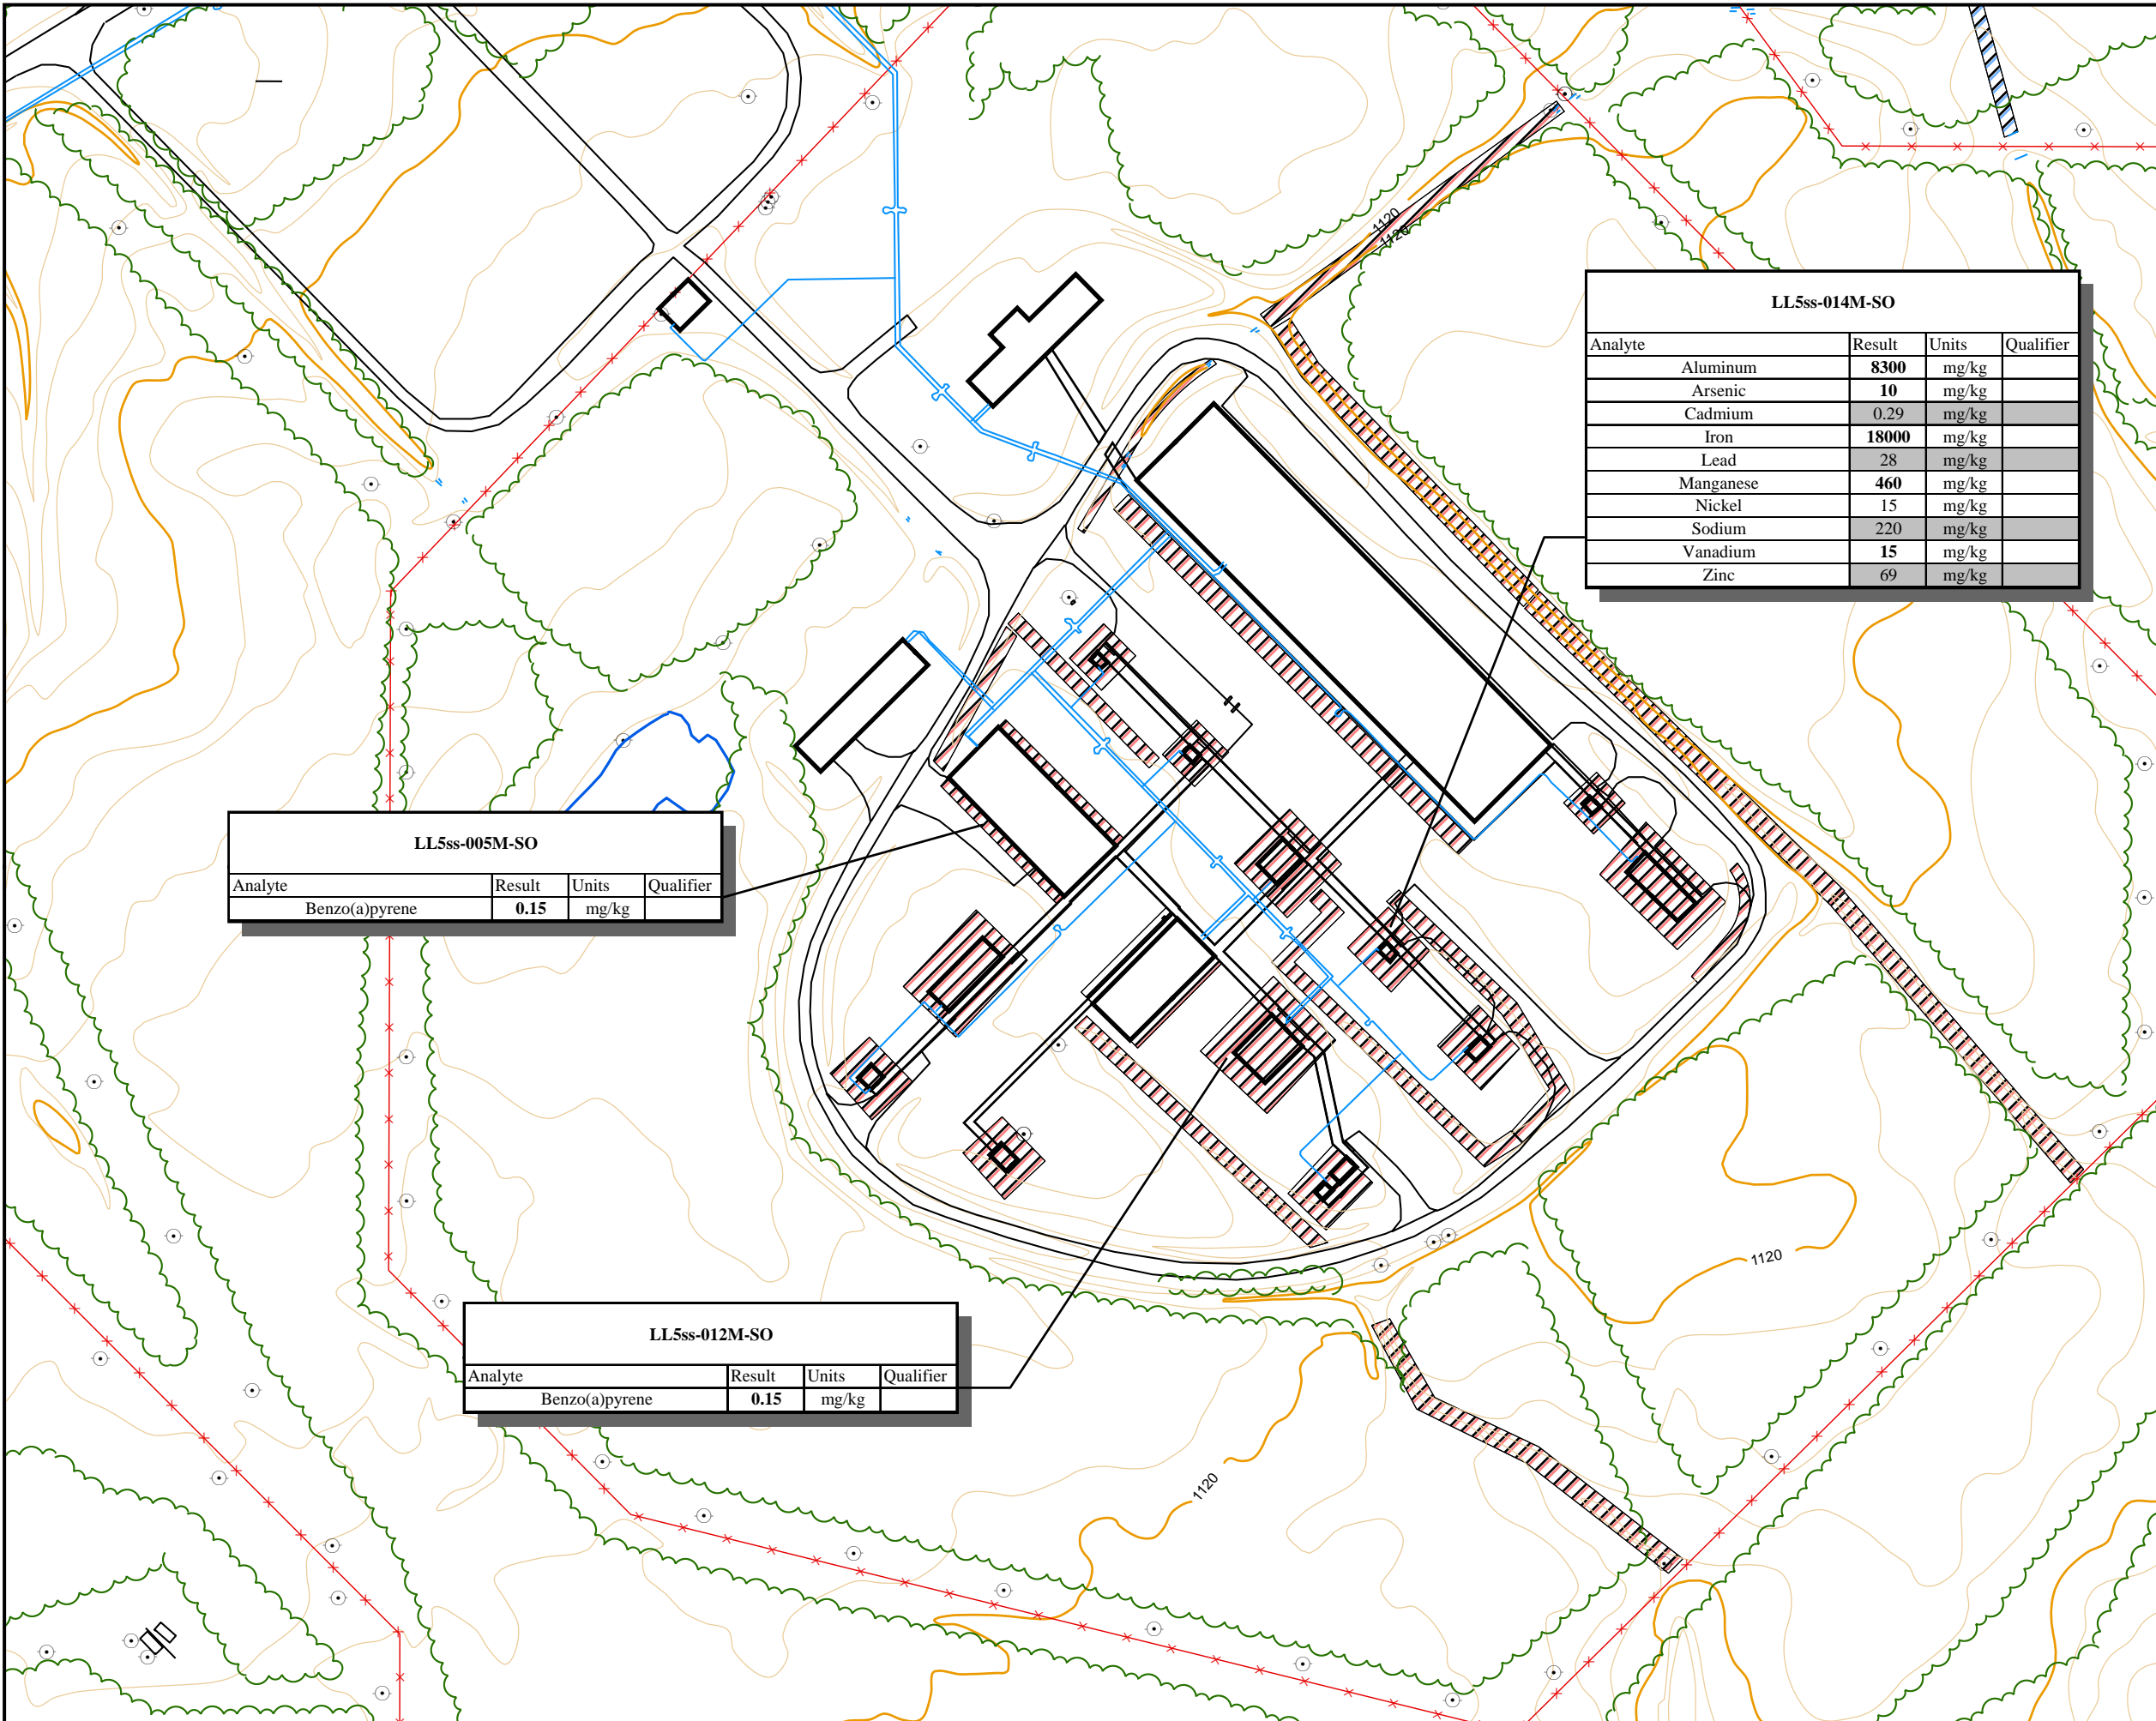 1120
1120
LL5ss-014M-SO
Analyte Result Units Qualifier
Aluminum 8300 mg/kg
Arsenic 10 mg/kg
Cadmium 0.29 mg/kg
Iron 18000 mg/kg
Lead 28 mg/kg
Manganese 460 mg/kg
Nickel 15 mg/kg
Sodium 220 mg/kg
Vanadium 15 mg/kg
Zinc 69 mg/kg
LL5ss-005M-SO
Analyte Result Units Qualifier
Benzo(a)pyrene 0.15 mg/kg
1120
LL5ss-012M-SO
Analyte Result Units Qualifier
Benzo(a)pyrene 0.15 mg/kg
1120